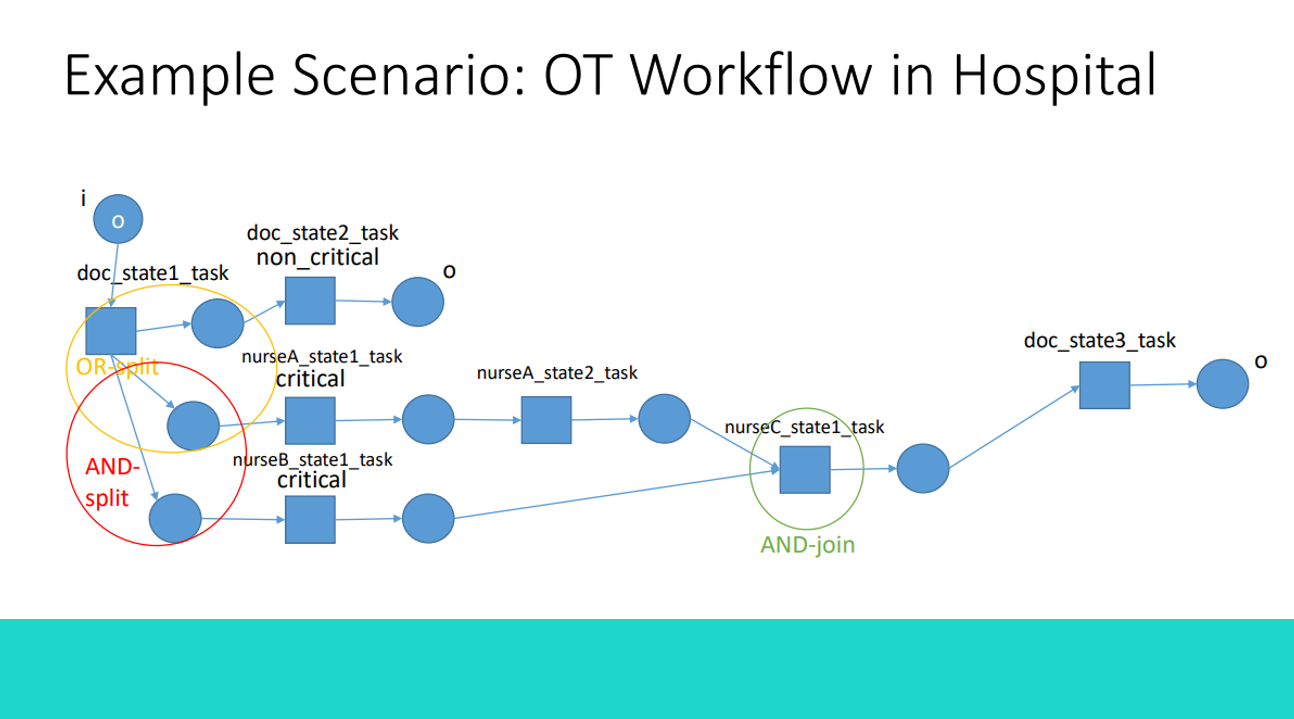 Example Scenario: OT Workflow in Hospital
i
o
doc_state1_task
doc_state2_task
non_critical
o
OR-split
nurseA_state1_task
critical
nurseA_state2_task
AND-
split
nurseB_state1_task
critical
nurseC_state1_task
AND-join
doc_state3_task
o